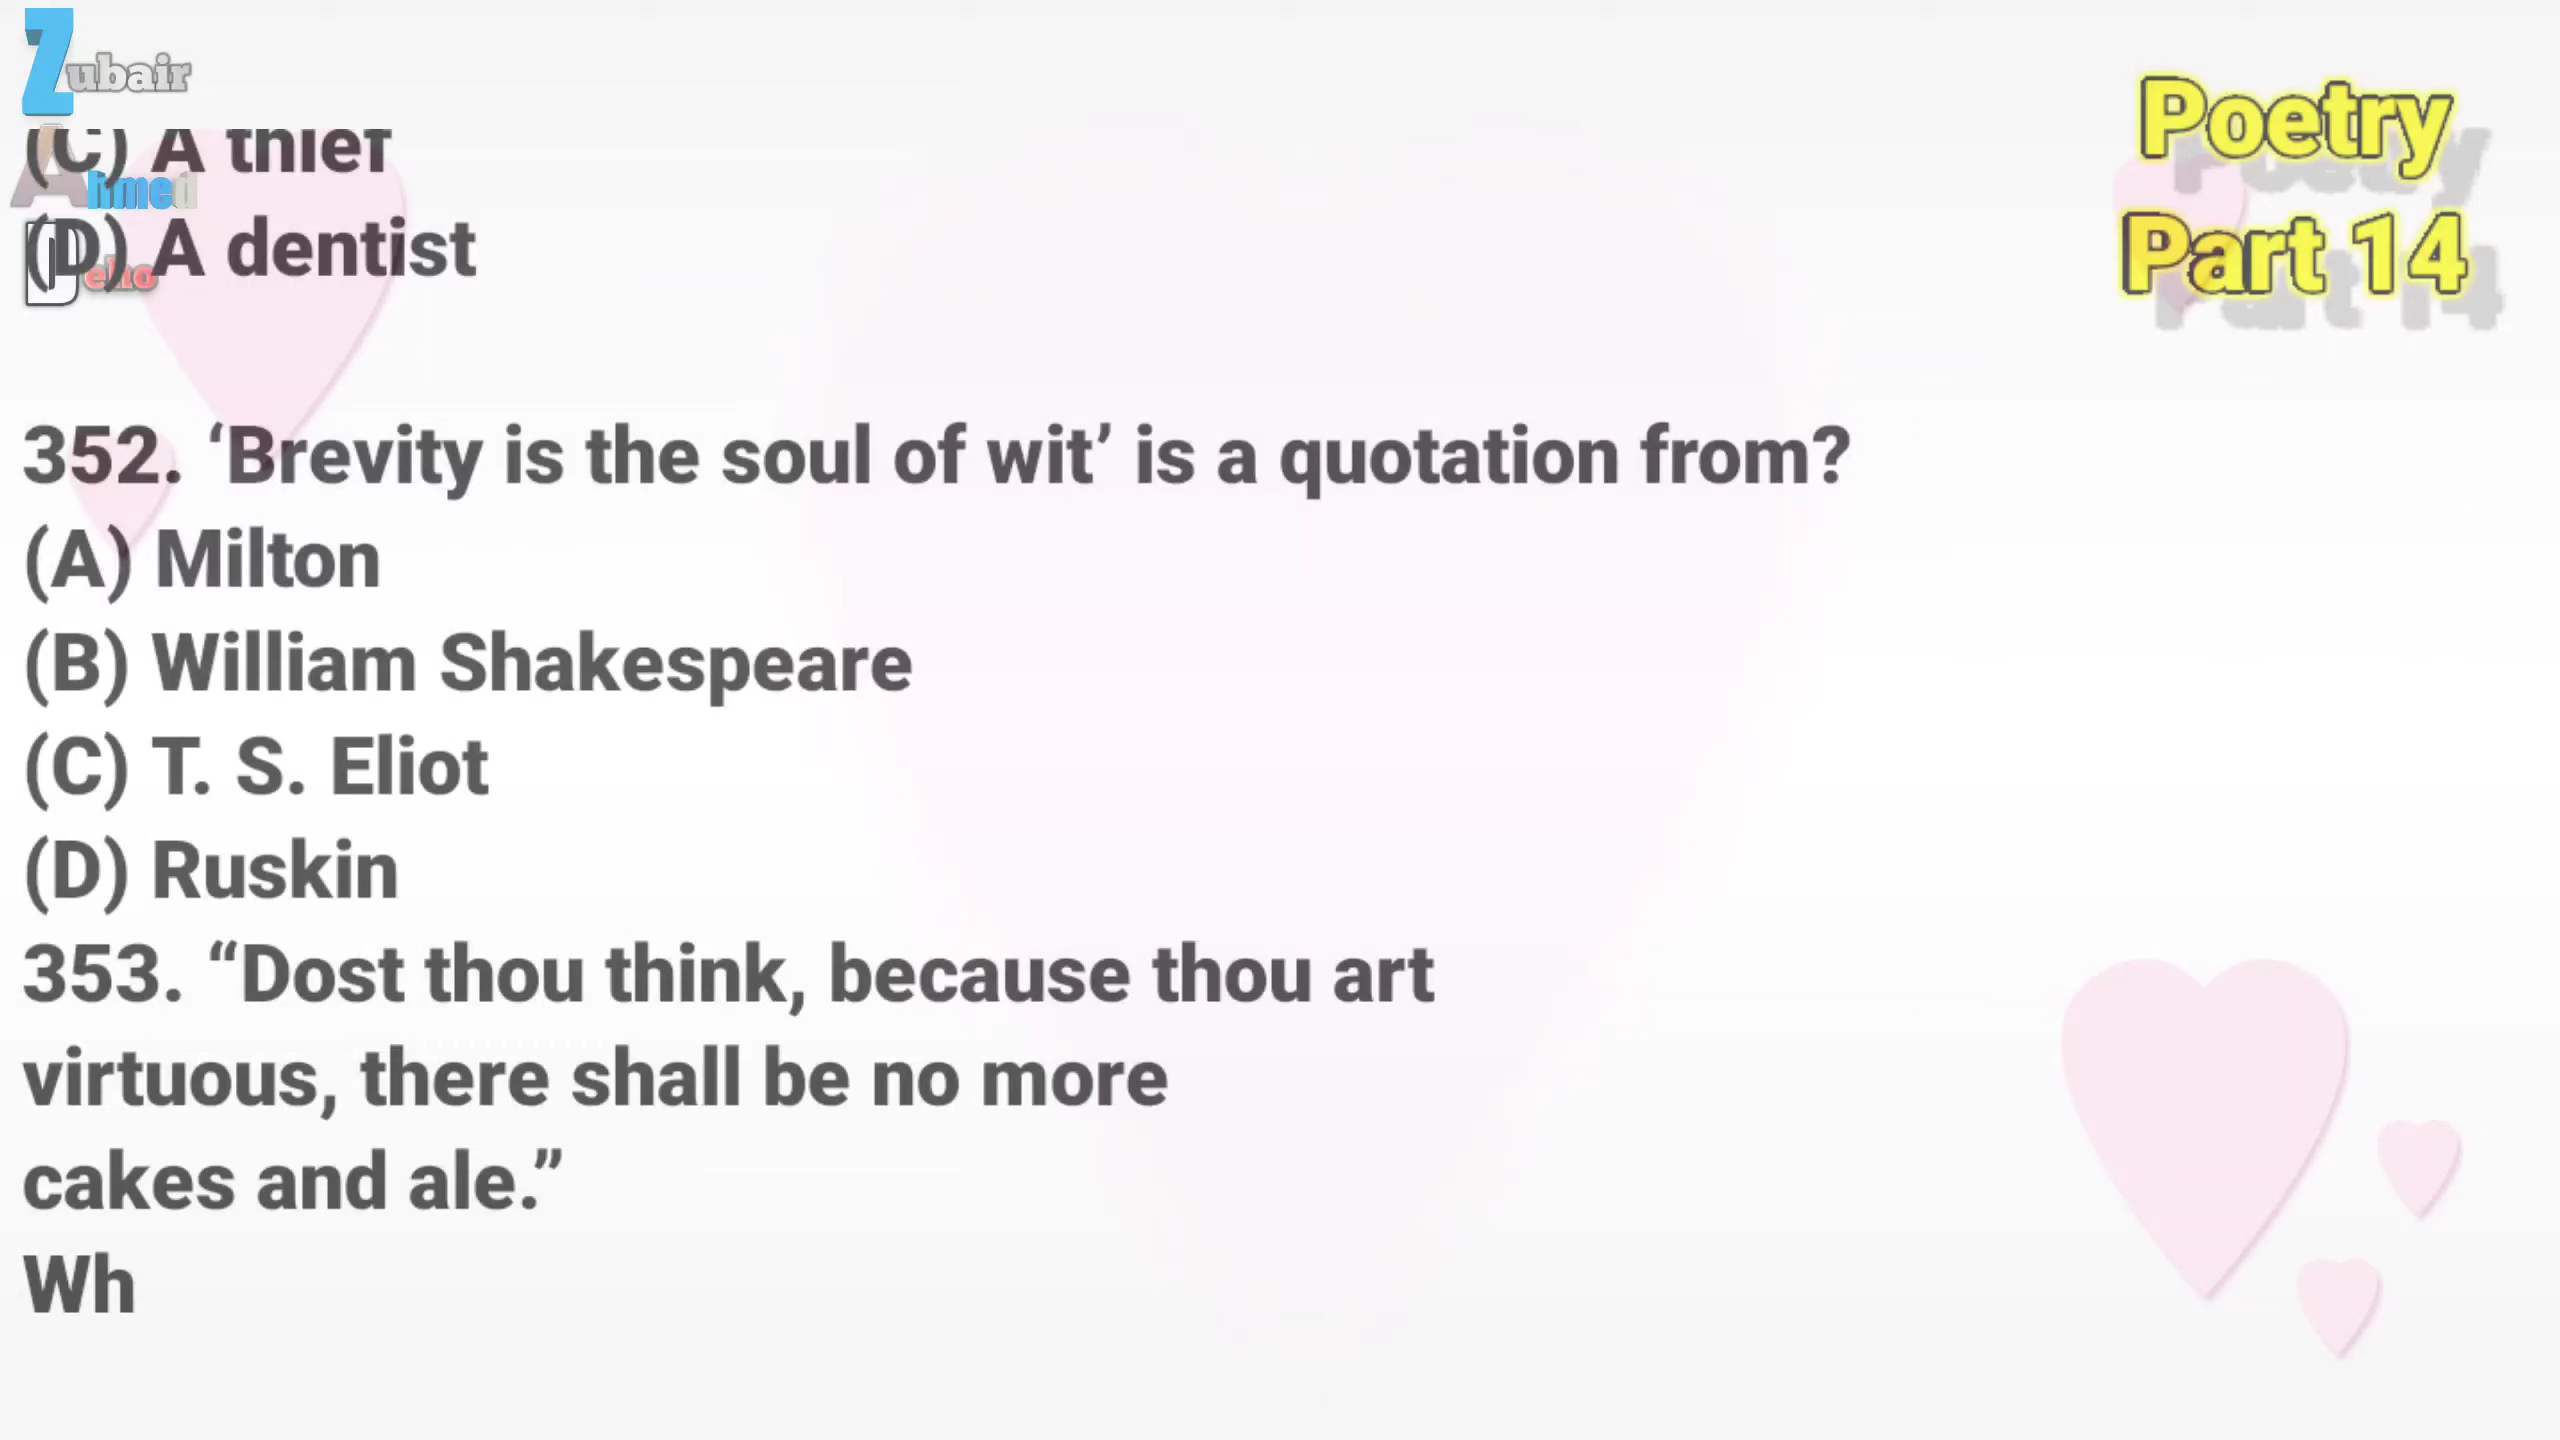 Zubair
Ahmed
Deho
Poetry
Part 14
(C) A thief
(D) A dentist
352. ‘Brevity is the soul of wit’ is a quotation from?
(A) Milton
(B) William Shakespeare
(C) T. S. Eliot
(D) Ruskin
353. “Dost thou think, because thou art
virtuous, there shall be no more
cakes and ale.”
Wh